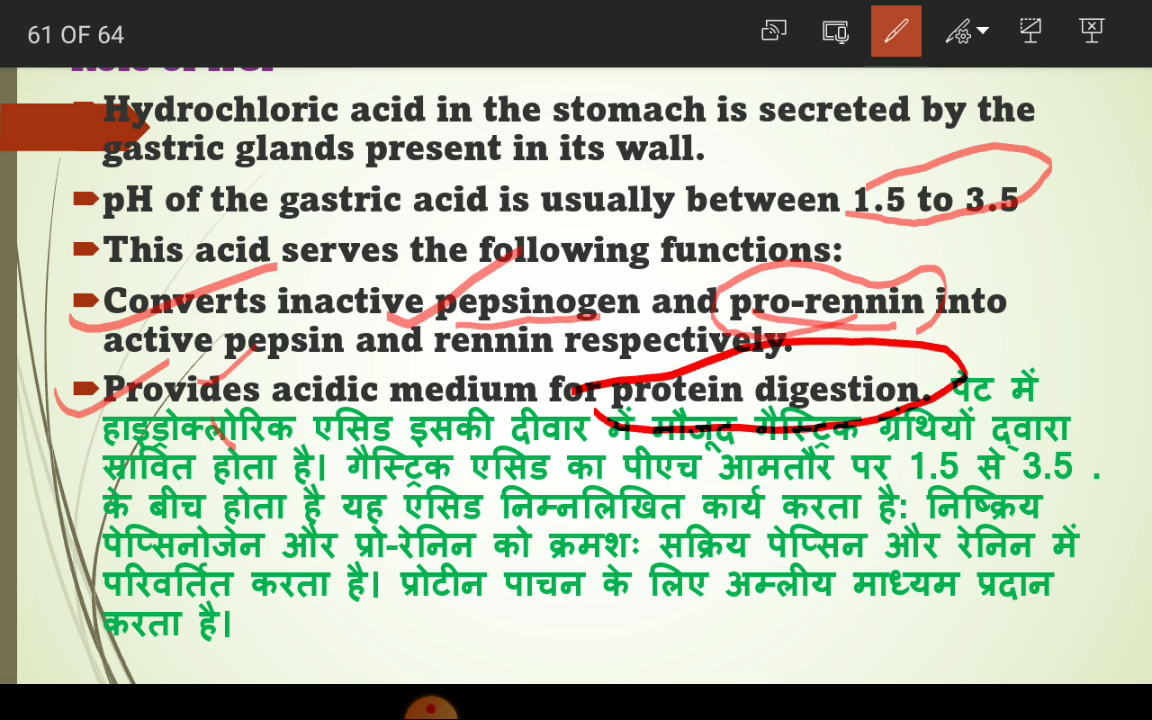 61 OF 64
Role of HCl
Hydrochloric acid in the stomach is secreted by the
gastric glands present in its wall.
pH of the gastric acid is usually between 1.5 to 3.5
This acid serves the following functions:
Converts inactive pepsinogen and pro-rennin into
active pepsin and rennin respectively.
Provides acidic medium for protein digestion. पेट में
हाइड्रोक्लोरिक एसिड इसकी दीवार में मौजूद गैस्ट्रिक ग्रंथियों द्वारा
स्रावित होता है। गैस्ट्रिक एसिड का पीएच आमतौर पर 1.5 से 3.5 .
के बीच होता है यह एसिड निम्नलिखित कार्य करता है: निष्क्रिय
पेप्सिनोजेन और प्रो-रेनिन को क्रमशः सक्रिय पेप्सिन और रेनिन में
परिवर्तित करता है। प्रोटीन पाचन के लिए अम्लीय माध्यम प्रदान
करता है।